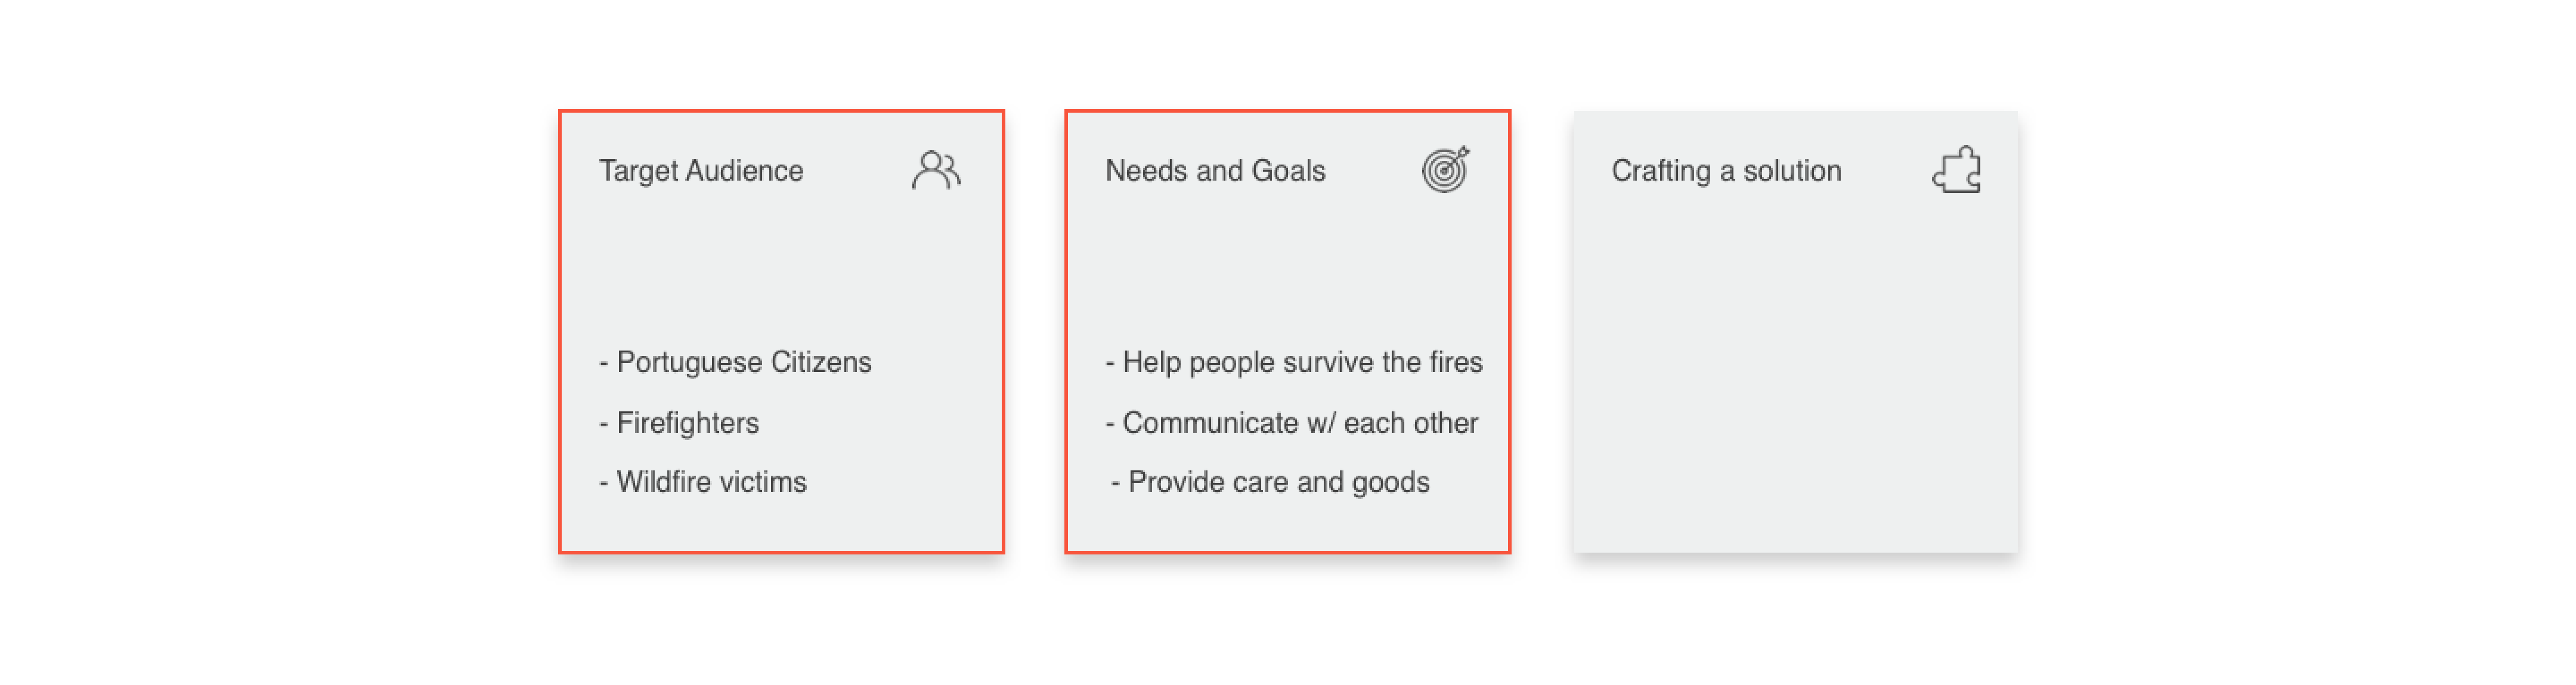 Target Audience
- Portuguese Citizens
- Firefighters
- Wildfire victims
Needs and Goals
- Help people survive the fires
- Communicate w/ each other
- Provide care and goods
Crafting a solution